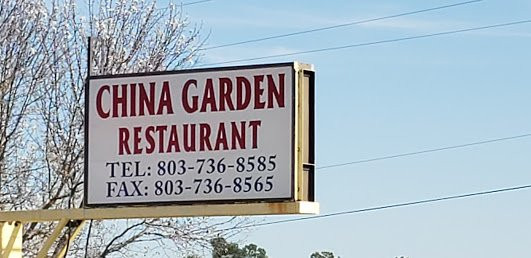 CHINA GARDEN
RESTAURANT
TEL: 803-736-8585
FAX: 803-736-8565